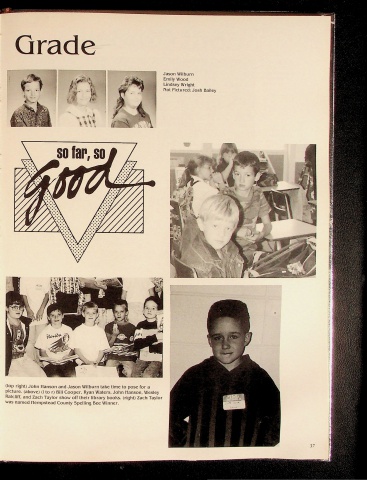 Grade
Jason Wilburn
Emily Wood
Lindsey Wright
Not Pictured: Josh Bailey
so far, so
Good
(top right) John Hanson and Jason Wilburn take time to pose for a
picture. (above) (l to r) Bill Cooper, Ryan Waters, John Hanson, Wesley
Ratcliff, and Zach Taylor show off their library books. (right) Zach Taylor
was named Hempstead County Spelling Bee Winner.